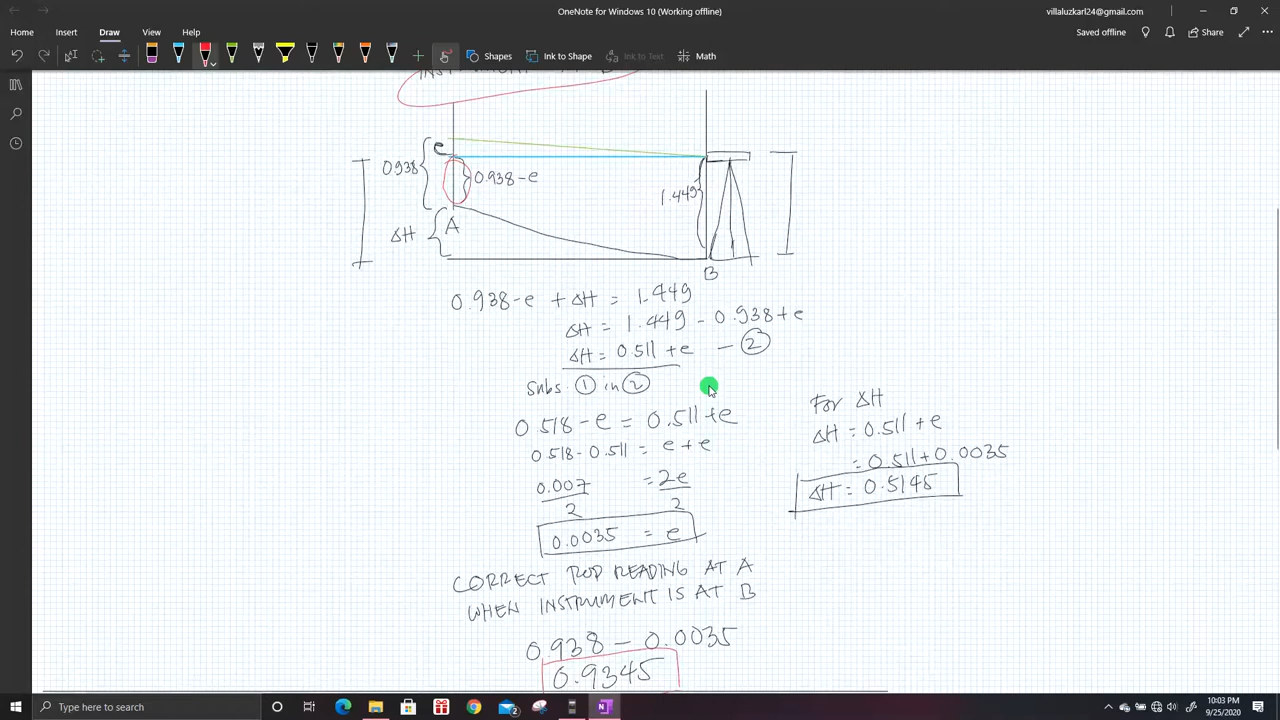 OneNote for Windows 10 (Working offline)
villaluzkarl24@gmail.com
Home
Insert
Draw
View
Help
Saved offline
Share
Shapes
Ink to Shape
Ink to Text
Math
e
0.938
0.938-e
1.449
A
ΔH
B
0.938-e + ΔH = 1.449
ΔH = 1.449 - 0.938+e
ΔH = 0.511 +e - ②
Subs. ① in ②
0.518 - e = 0.511+e
0.518-0.511 = e+e
0.007 = 2e
2 2
0.0035 = e
For ΔH
ΔH = 0.511 + e
= 0.511+0.0035
ΔH = 0.5145
CORRECT ROD READING AT A
WHEN INSTRUMENT IS AT B
0.938 - 0.0035
0.9345
Type here to search
10:03 PM
9/25/2020